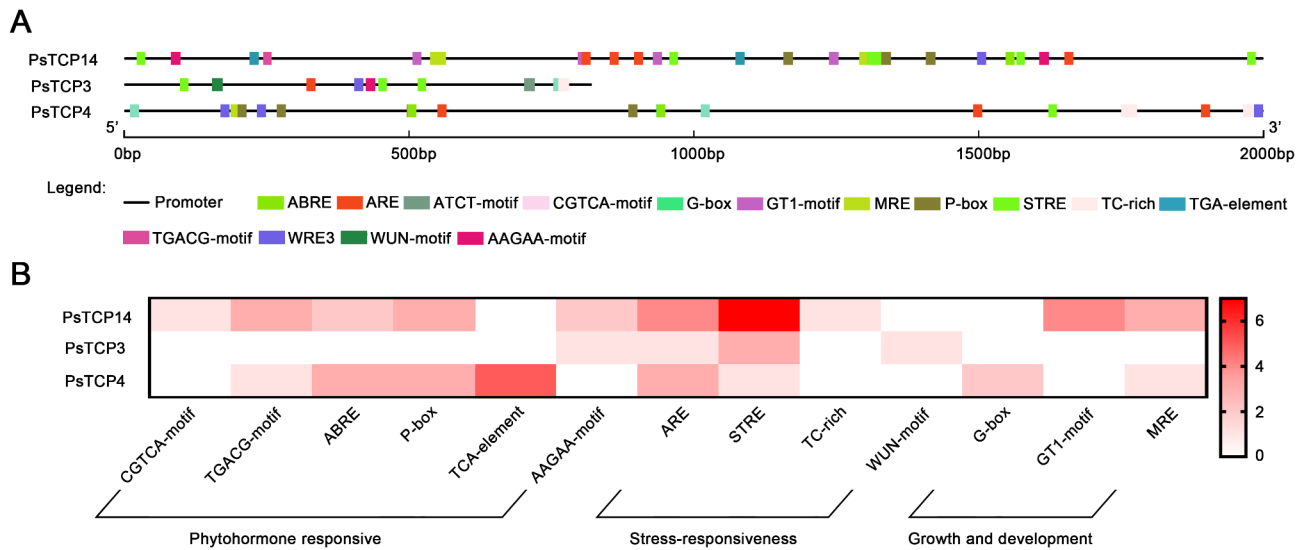 A
PsTCP14
PsTCP3
PsTCP4
5’ 3’
0bp 500bp 1000bp 1500bp 2000bp
Legend:
Promoter ABRE ARE ATCT-motif CGTCA-motif G-box GT1-motif MRE P-box STRE TC-rich TGA-element
TGACG-motif WRE3 WUN-motif AAGAA-motif
B
PsTCP14
PsTCP3
PsTCP4
6
4
2
0
CGTCA-motif TGACG-motif ABRE P-box TCA-element AAGAA-motif ARE STRE TC-rich WUN-motif G-box GT1-motif MRE
Phytohormone responsive Stress-responsiveness Growth and development